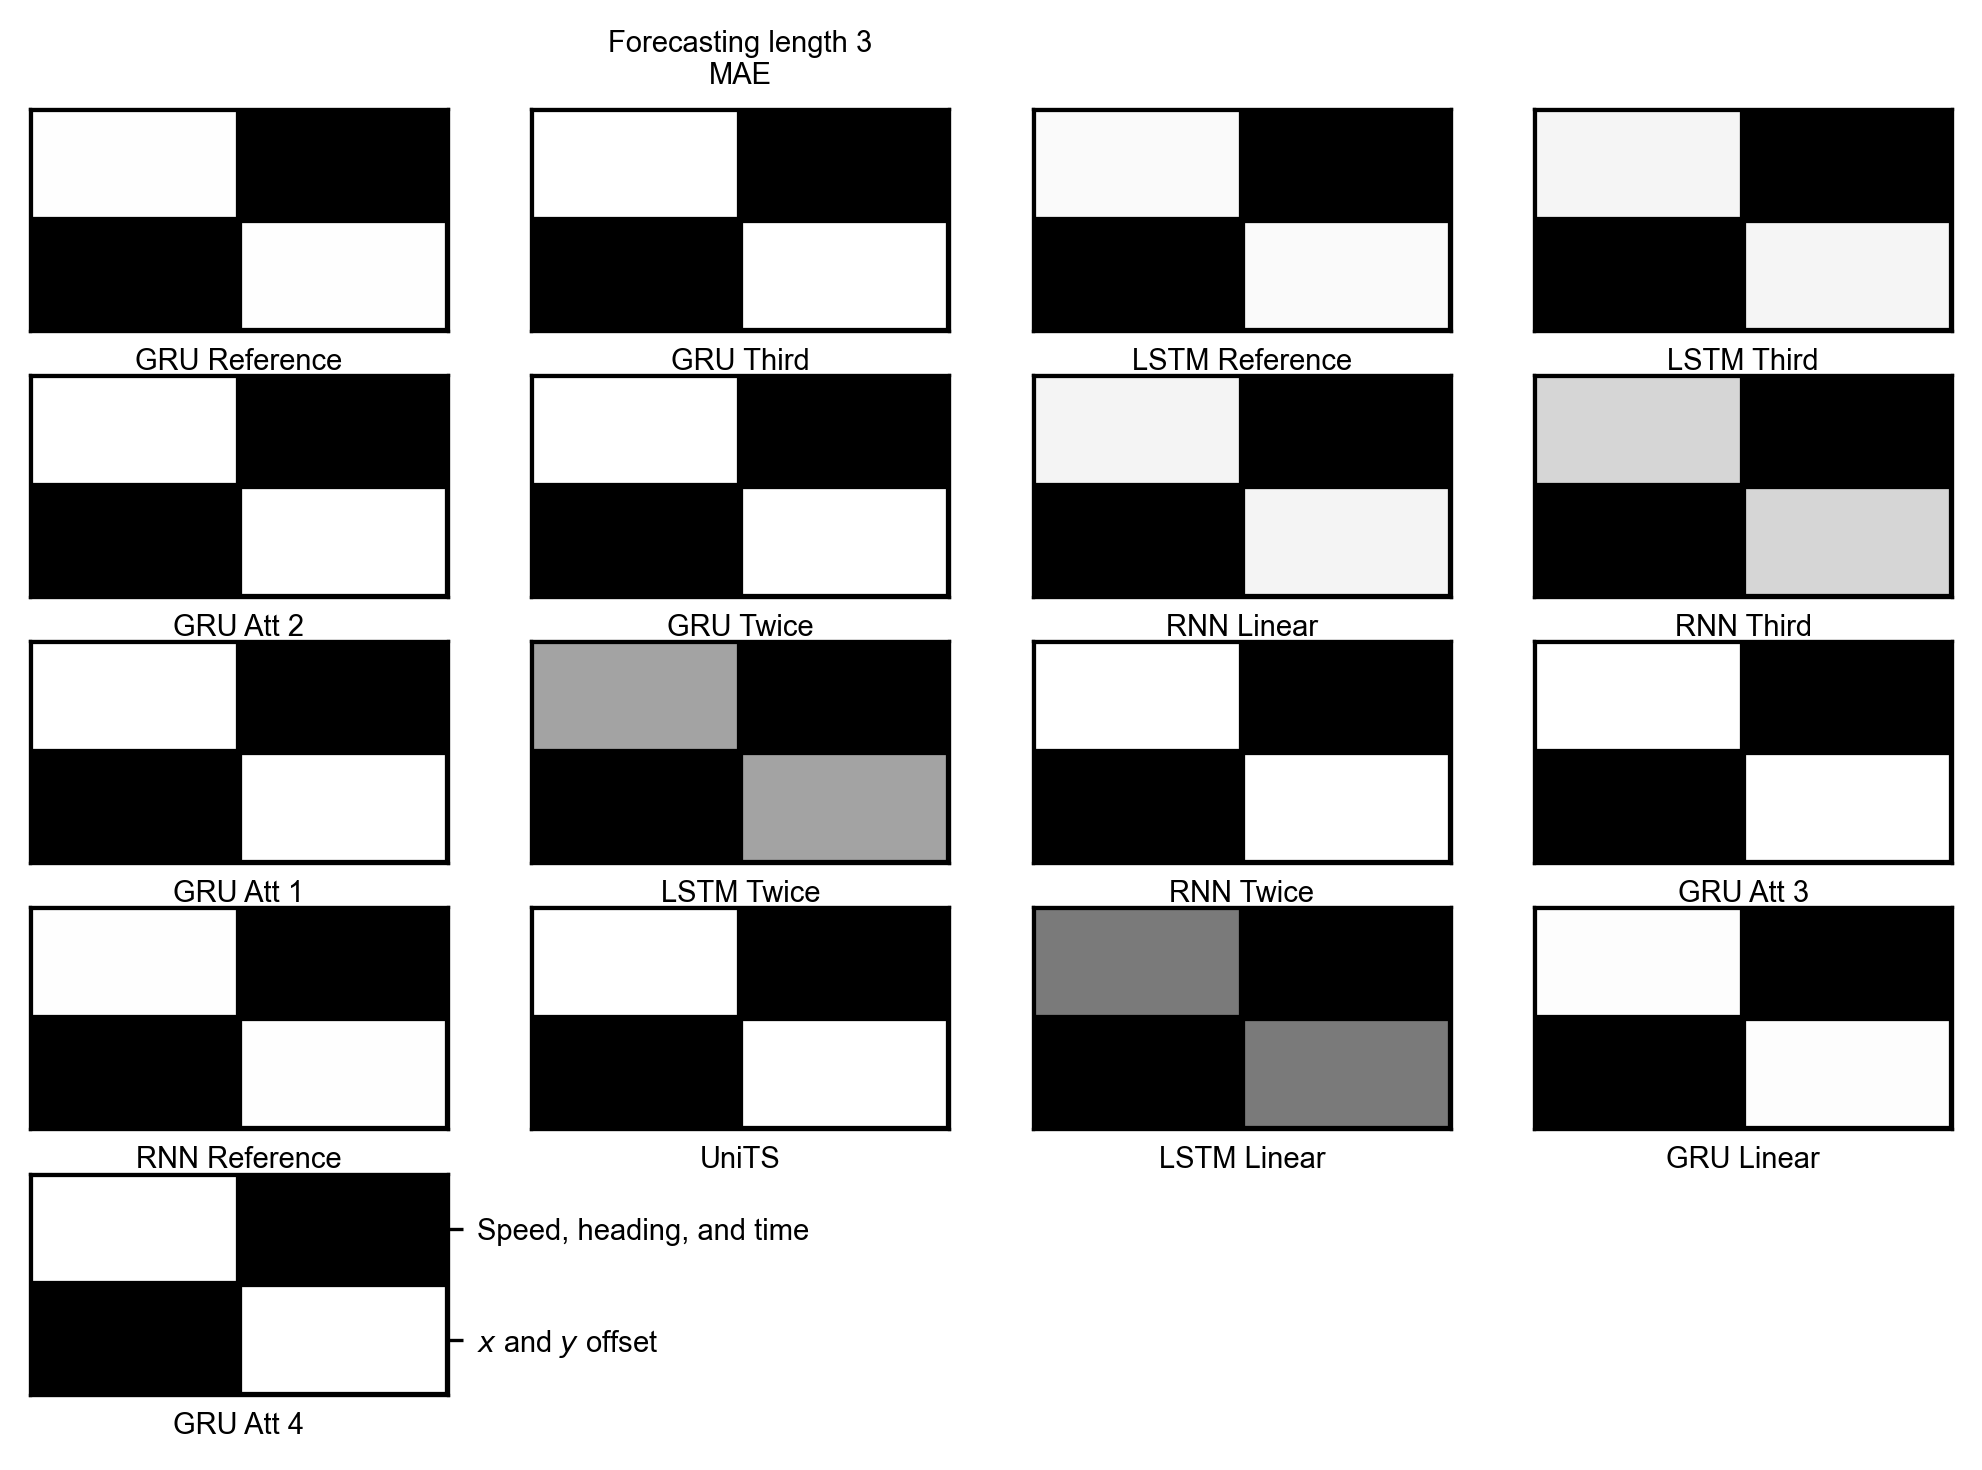 Forecasting length 3
MAE
GRU Reference
GRU Third
LSTM Reference
LSTM Third
GRU Att 2
GRU Twice
RNN Linear
RNN Third
GRU Att 1
LSTM Twice
RNN Twice
GRU Att 3
RNN Reference
UniTS
LSTM Linear
GRU Linear
Speed, heading, and time
x and y offset
GRU Att 4